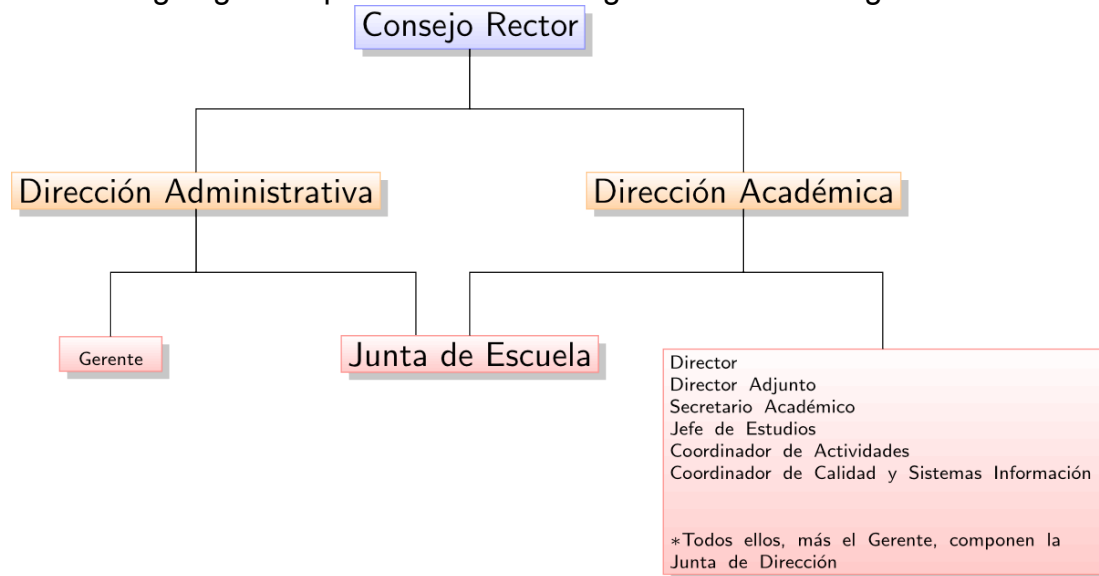 Consejo Rector
Dirección Administrativa
Dirección Académica
Gerente
Junta de Escuela
Director
Director Adjunto
Secretario Académico
Jefe de Estudios
Coordinador de Actividades
Coordinador de Calidad y Sistemas Información
*Todos ellos, más el Gerente, componen la
Junta de Dirección